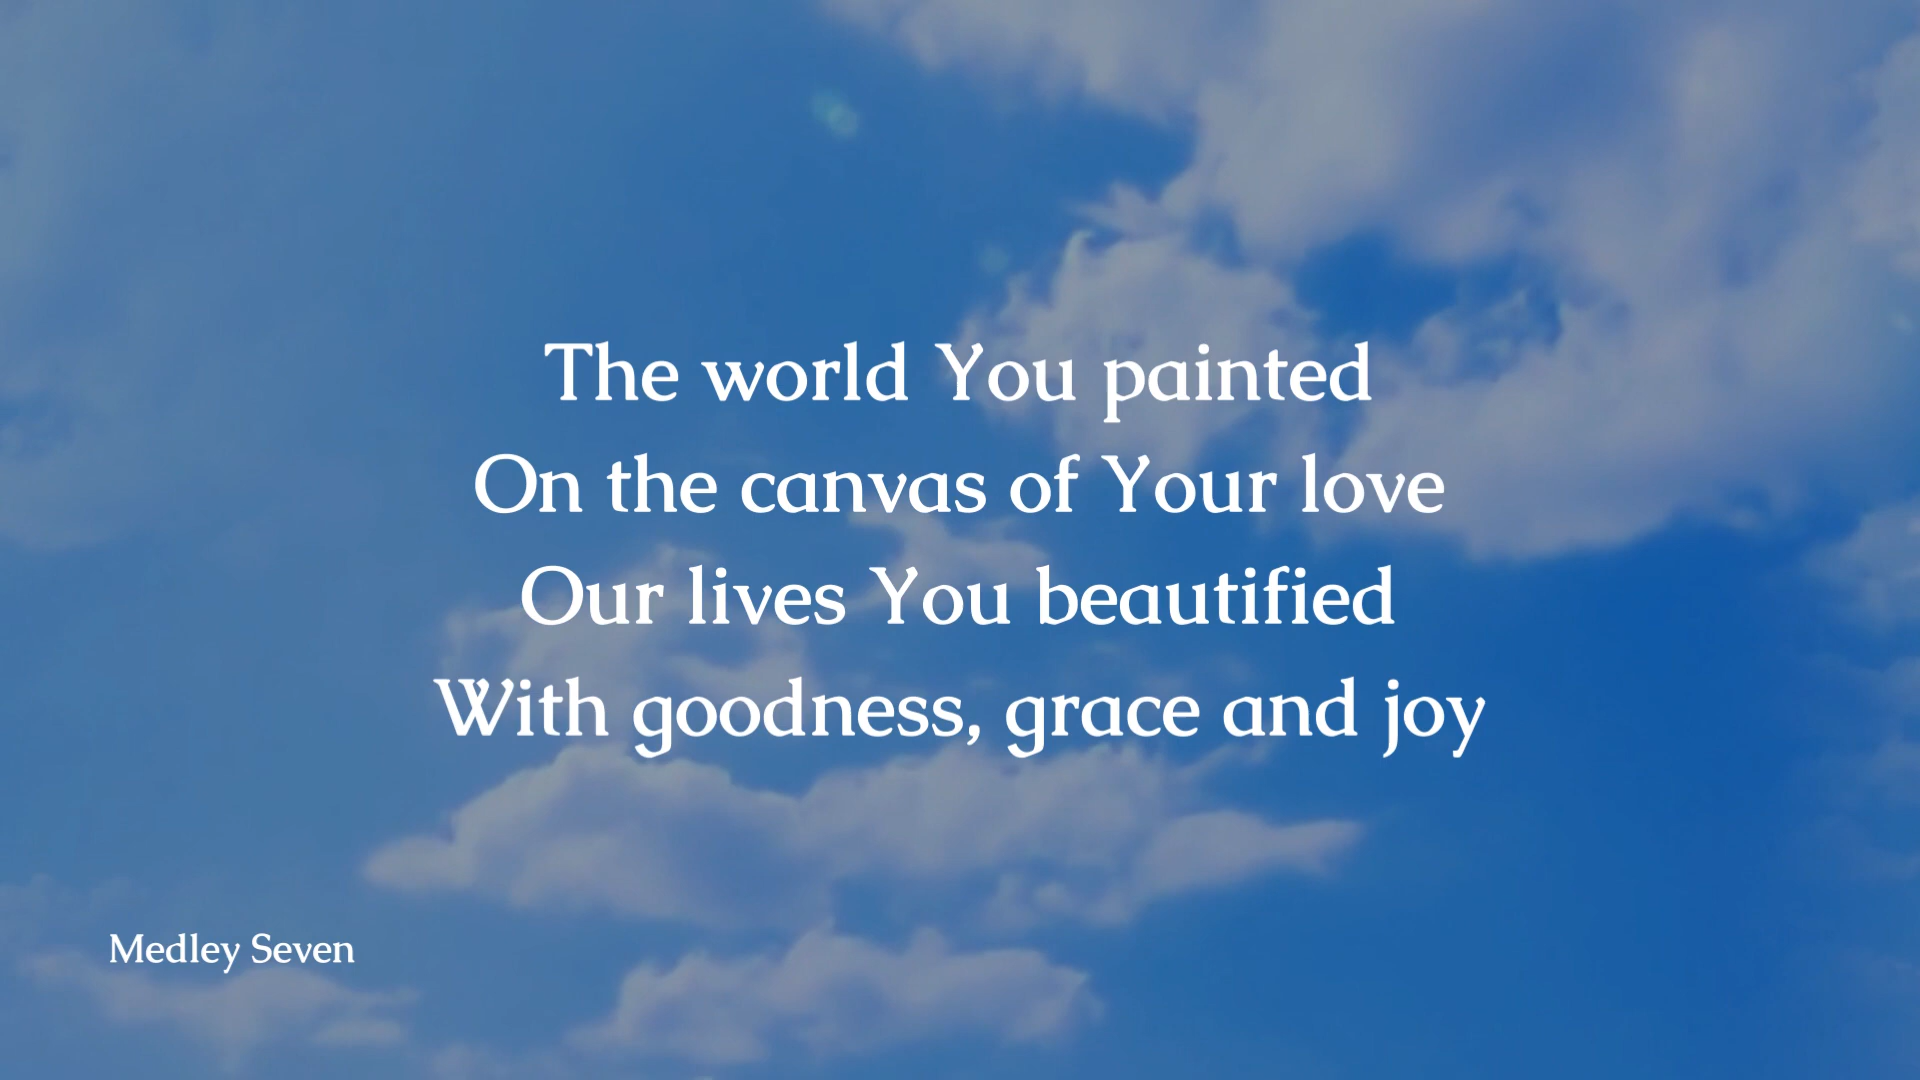 The world You painted
On the canvas of Your love
Our lives You beautified
With goodness, grace and joy
Medley Seven